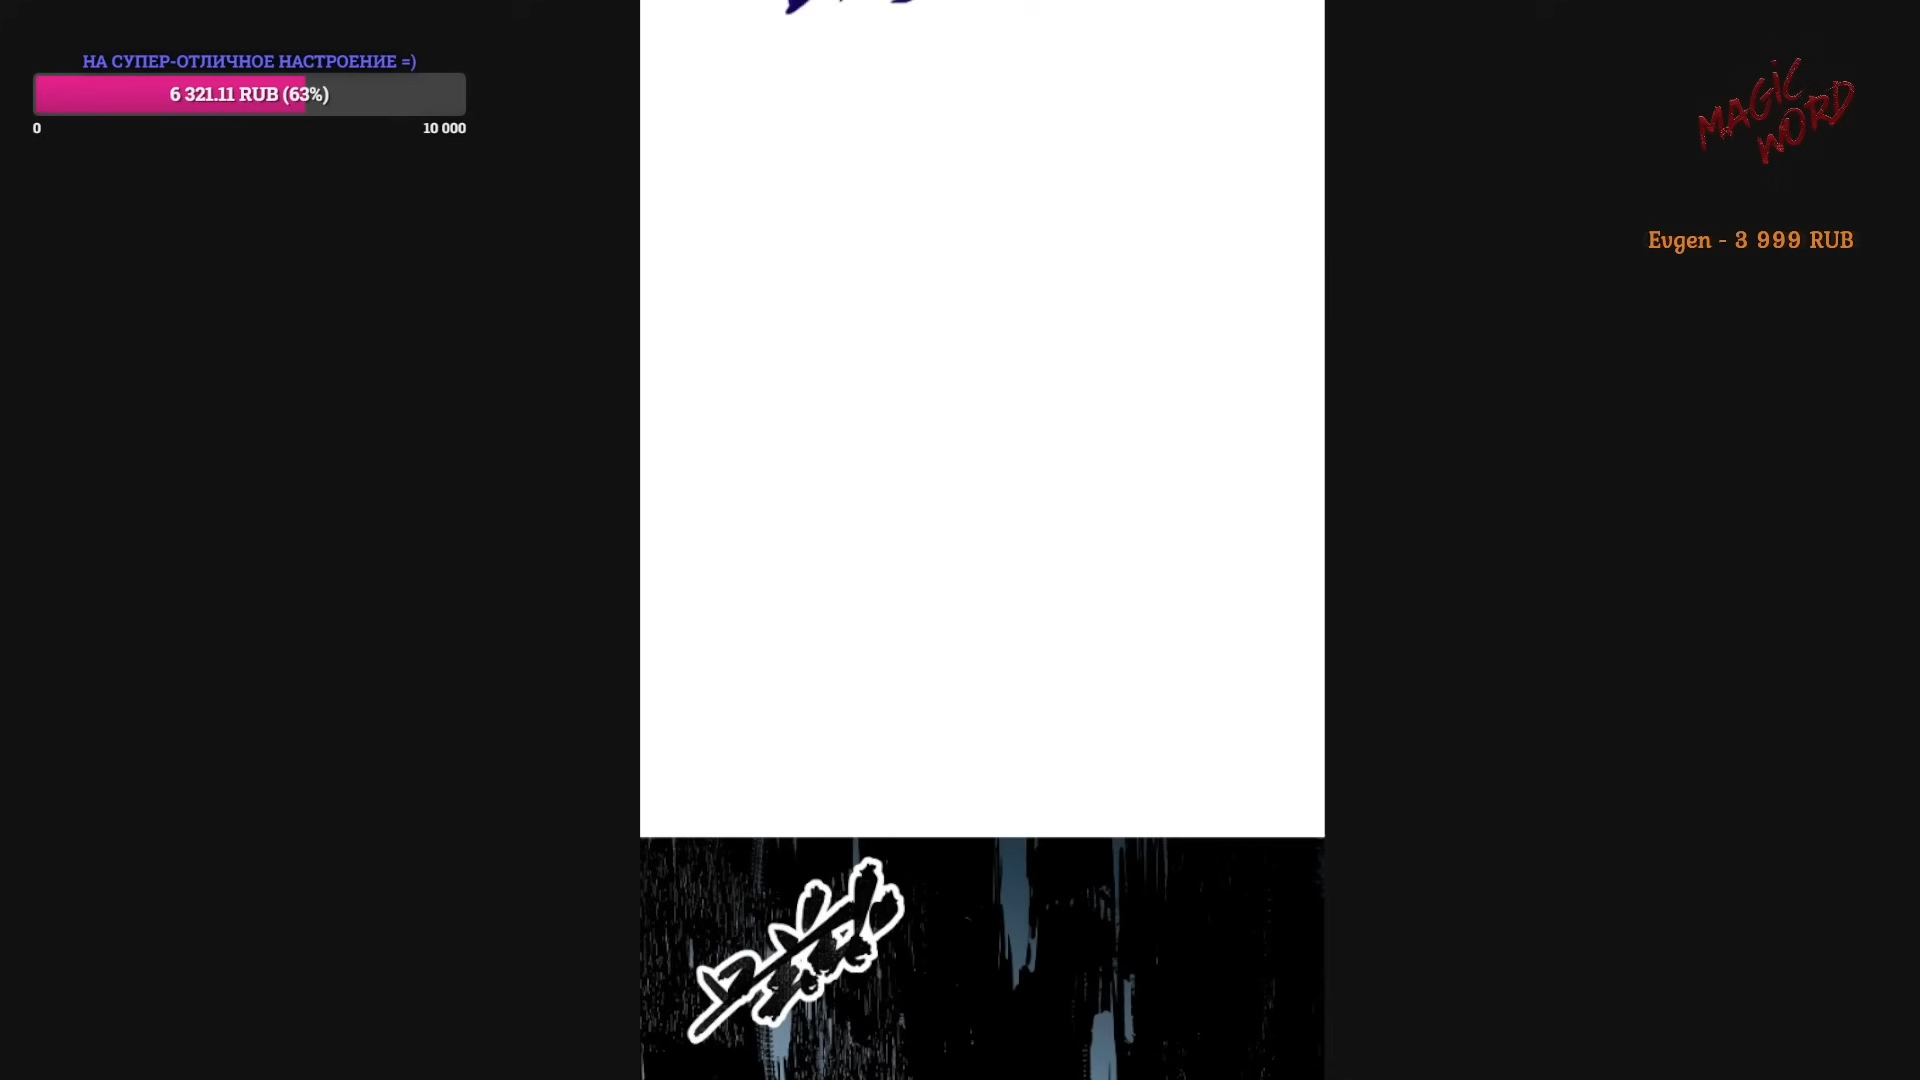 НА СУПЕР-ОТЛИЧНОЕ НАСТРОЕНИЕ =)
6 321.11 RUB (63%)
0
10 000
MAGIC
WORD
Evgen - 3 999 RUB